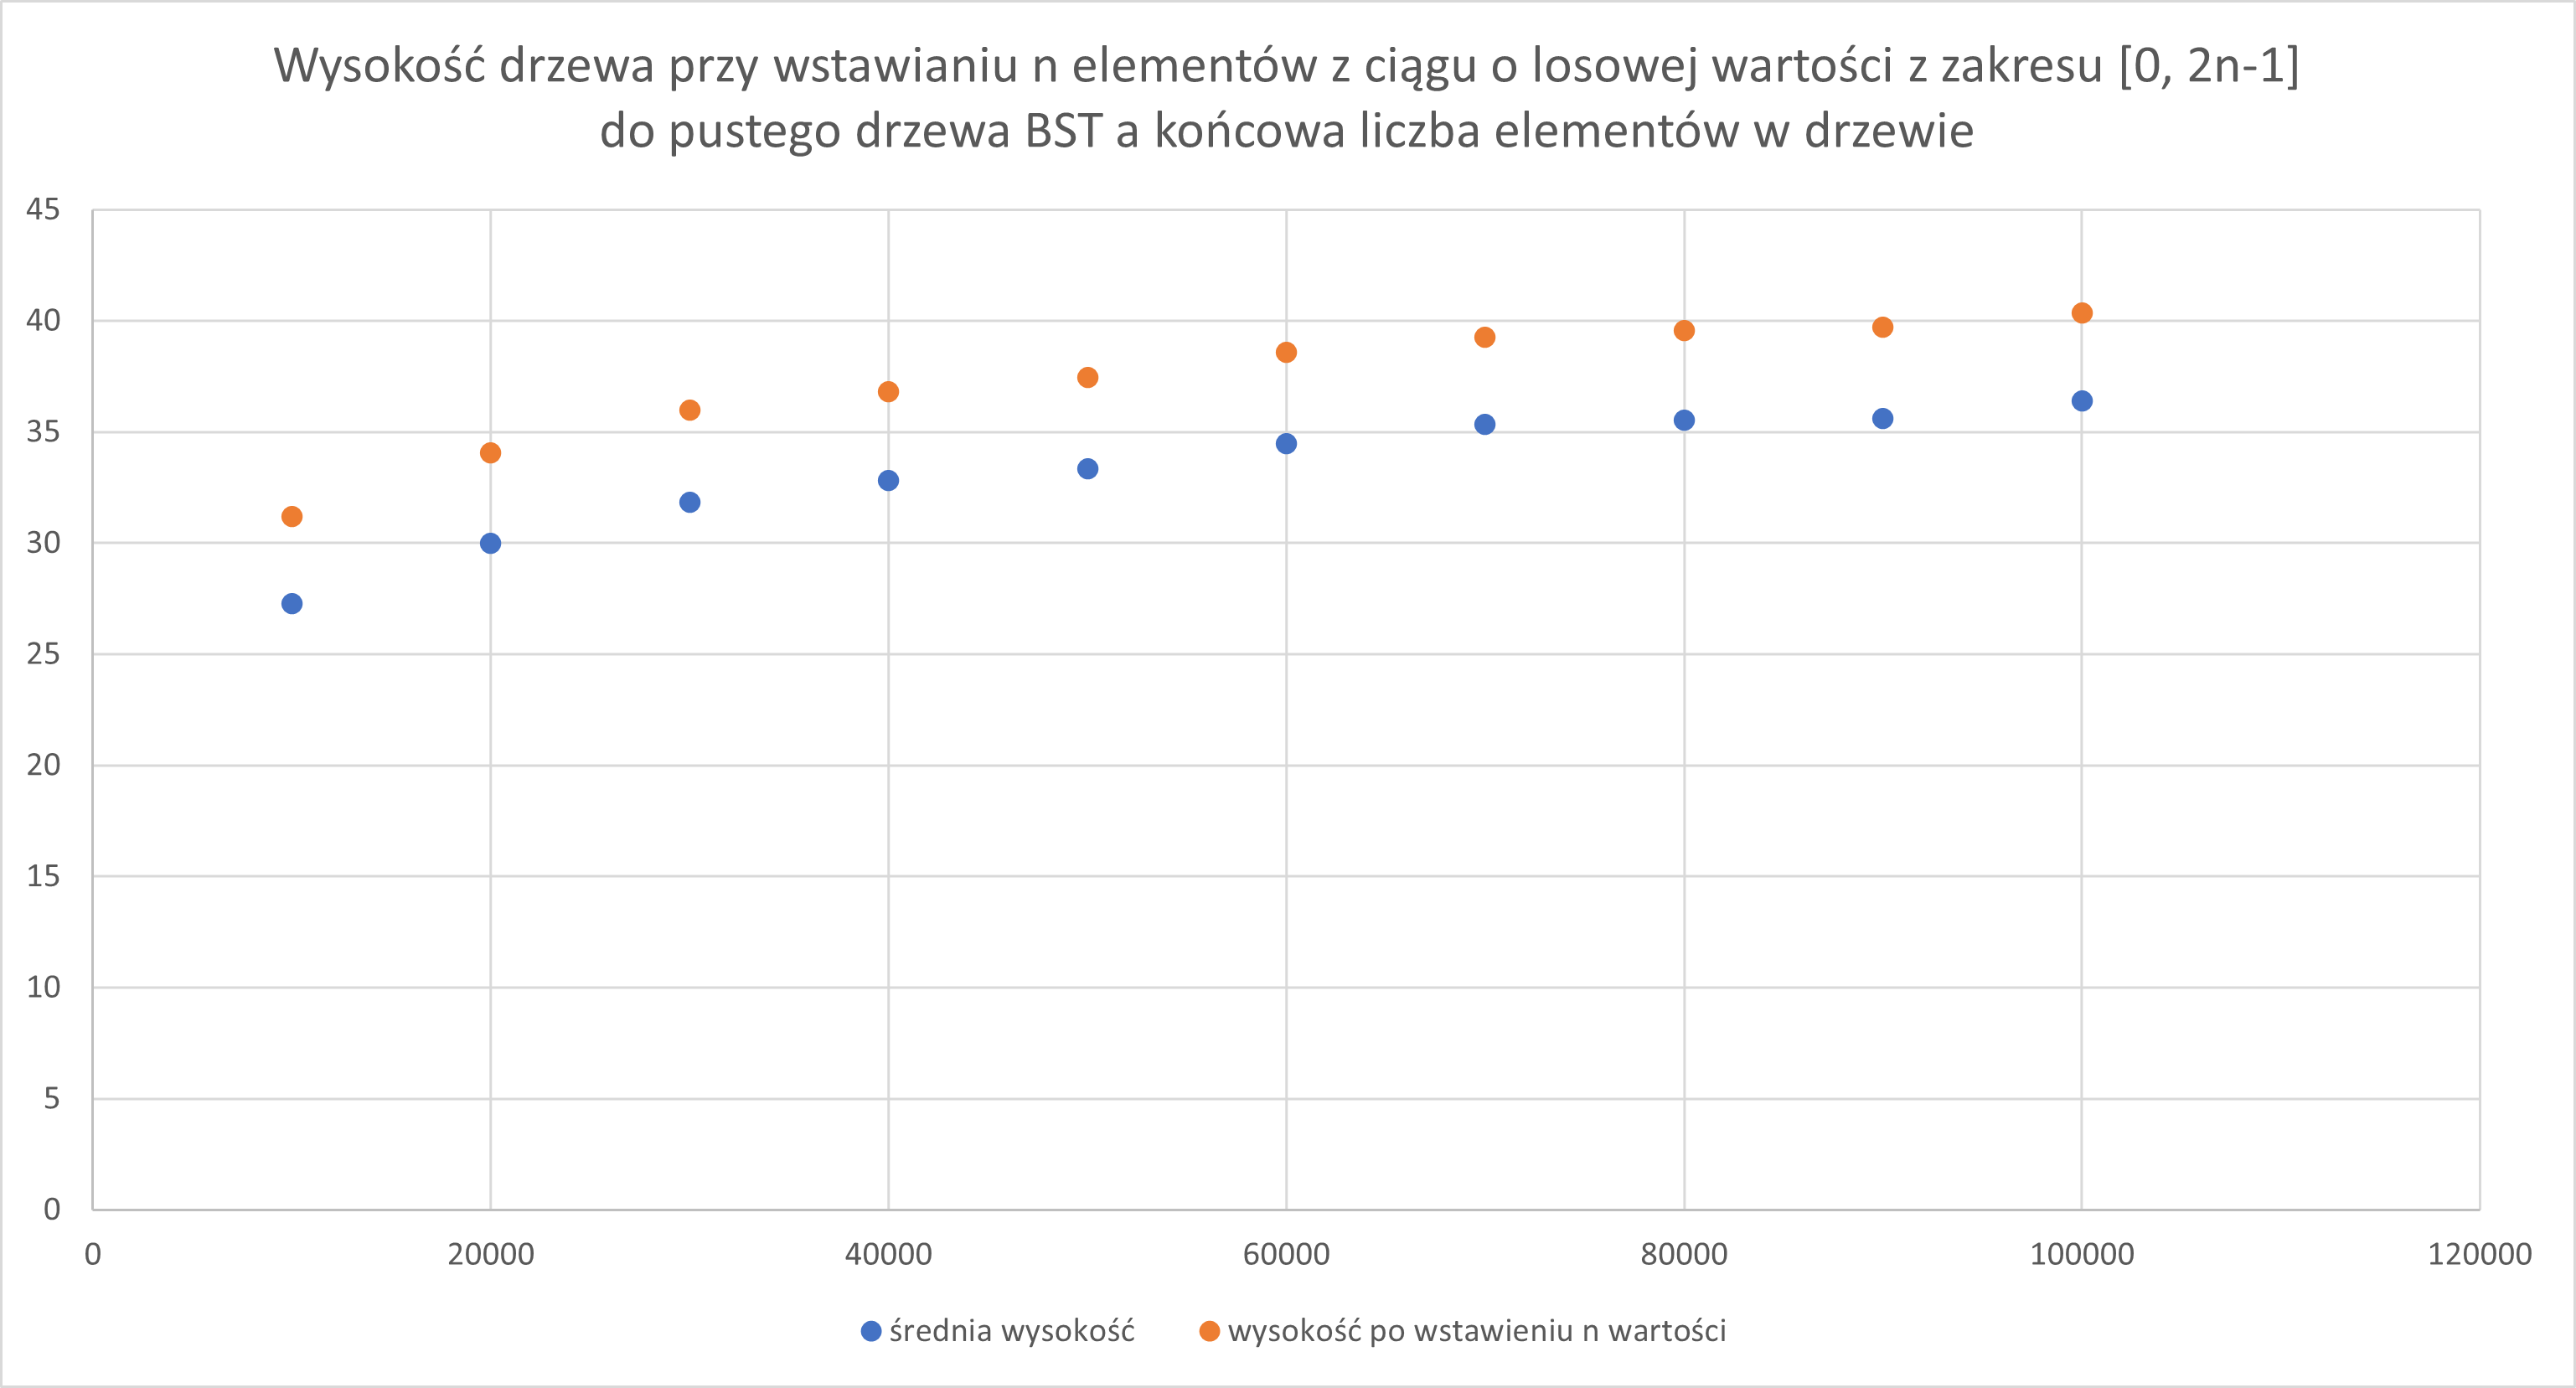 Wysokość drzewa przy wstawianiu n elementów z ciągu o losowej wartości z zakresu [0, 2n-1]
do pustego drzewa BST a końcowa liczba elementów w drzewie
45
40
35
30
25
20
15
10
5
0
0 20000 40000 60000 80000 100000 120000
średnia wysokość wysokość po wstawieniu n wartości